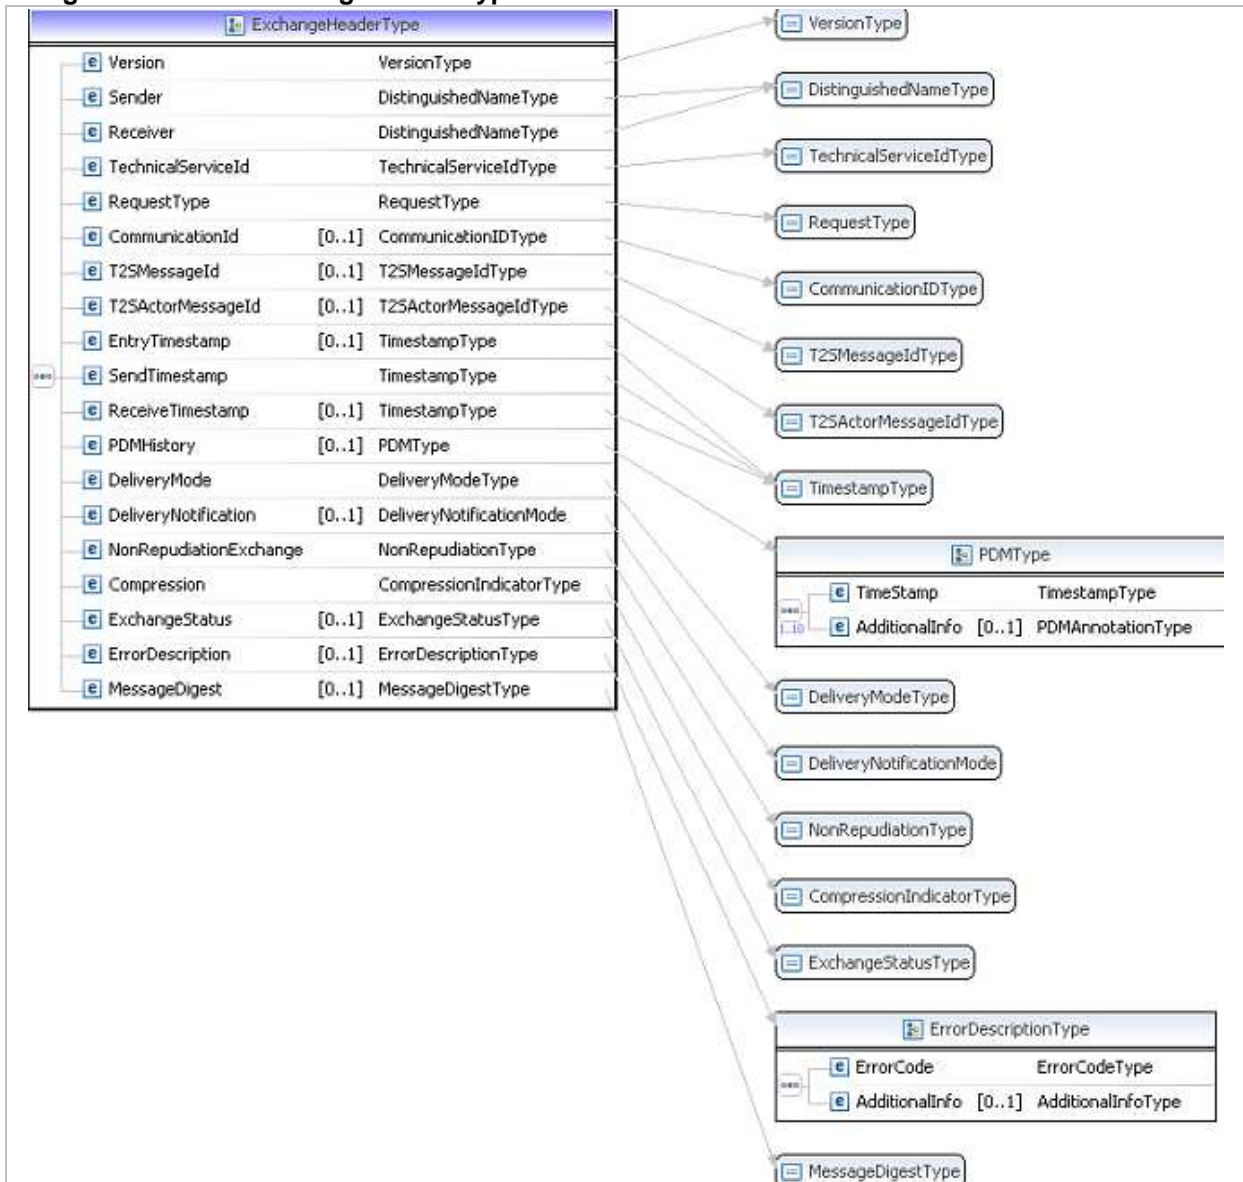 ExchangeHeaderType
Version VersionType
Sender DistinguishedNameType
Receiver DistinguishedNameType
TechnicalServiceId TechnicalServiceIdType
RequestType RequestType
CommunicationId [0..1] CommunicationIDType
T2SMessageId [0..1] T2SMessageIdType
T2SActorMessageId [0..1] T2SActorMessageIdType
EntryTimestamp [0..1] TimestampType
SendTimestamp TimestampType
ReceiveTimestamp [0..1] TimestampType
PDMHistory [0..1] PDMType
DeliveryMode DeliveryModeType
DeliveryNotification [0..1] DeliveryNotificationMode
NonRepudiationExchange NonRepudiationType
Compression CompressionIndicatorType
ExchangeStatus [0..1] ExchangeStatusType
ErrorDescription [0..1] ErrorDescriptionType
MessageDigest [0..1] MessageDigestType
VersionType
DistinguishedNameType
TechnicalServiceIdType
RequestType
CommunicationIDType
T2SMessageIdType
T2SActorMessageIdType
TimestampType
PDMType
TimeStamp TimestampType
1..10
AdditionalInfo [0..1] PDMAnnotationType
DeliveryModeType
DeliveryNotificationMode
NonRepudiationType
CompressionIndicatorType
ExchangeStatusType
ErrorDescriptionType
ErrorCode ErrorCodeType
AdditionalInfo [0..1] AdditionalInfoType
MessageDigestType